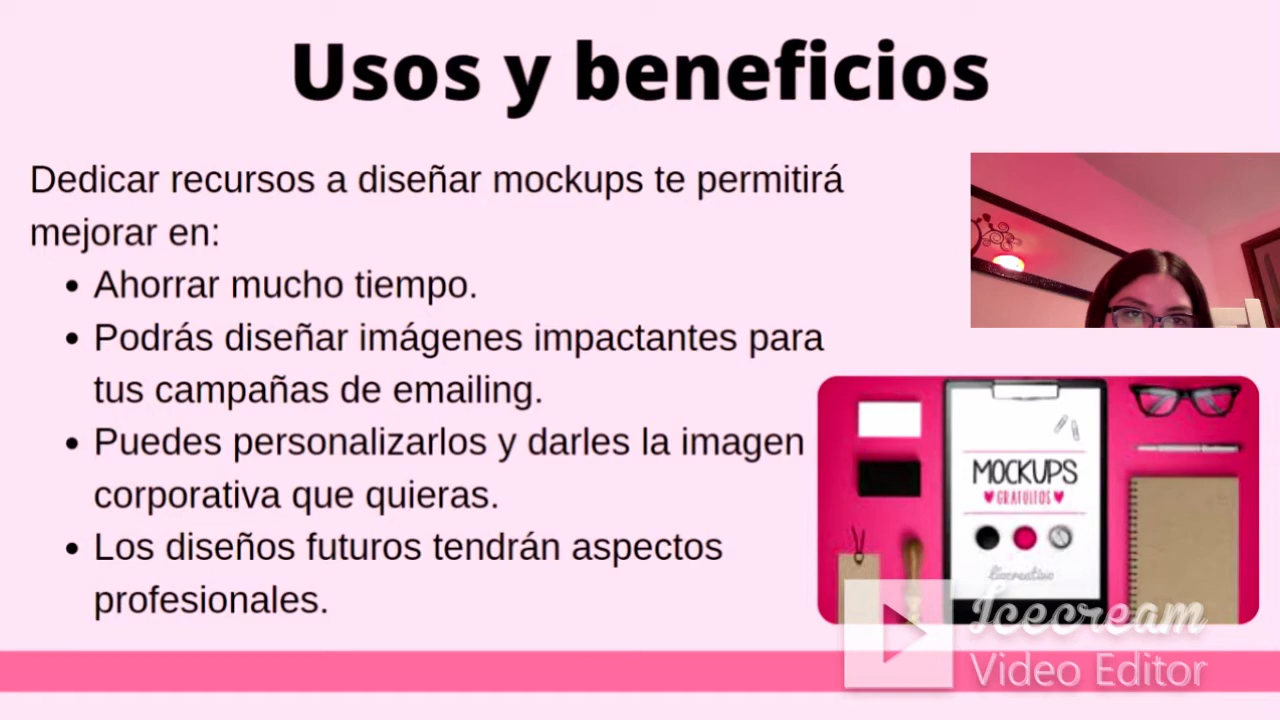 Usos y beneficios
Dedicar recursos a diseñar mockups te permitirá
mejorar en:
• Ahorrar mucho tiempo.
• Podrás diseñar imágenes impactantes para
tus campañas de emailing.
• Puedes personalizarlos y darles la imagen
corporativa que quieras.
• Los diseños futuros tendrán aspectos
profesionales.
MOCKUPS
GRATUITOS
Icecream
Video Editor